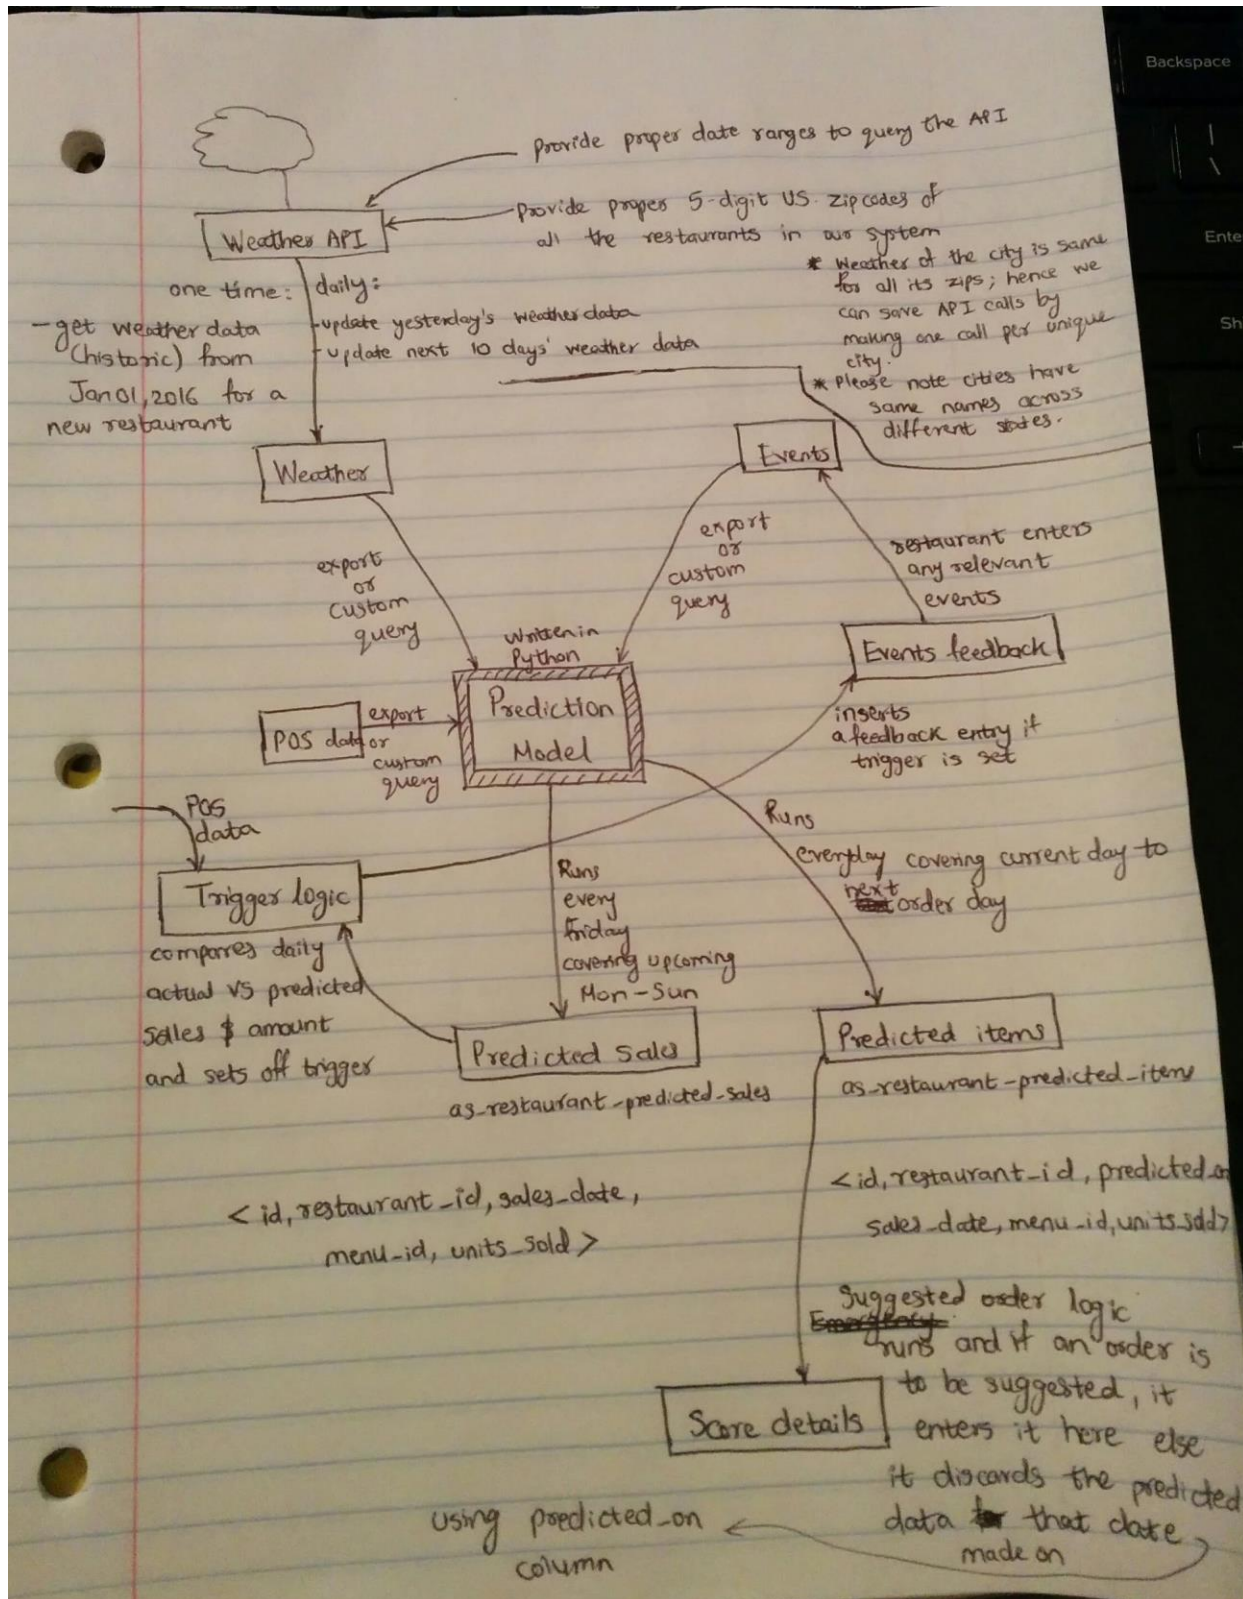 Backspace
|
\
Ente
Sh
Provide proper date ranges to query the API
Provide proper 5-digit US. zipcodes of
all the restaurants in our system
* Weather of the city is same
for all its zips; hence we
can save API calls by
making one call per unique
city.
* Please note cities have
same names across
different states.
Weather API
one time:
- get weather data
(historic) from
Jan 01, 2016 for a
new restaurant
daily:
- update yesterday's weather data
- update next 10 days' weather data
Weather
Events
export
or
custom
query
export
or
custom
query
restaurant enters
any relevant
events
Events feedback
Written in
Python
Prediction
Model
POS data
export
or
custom
query
inserts
a feedback entry if
trigger is set
POS
data
Trigger logic
compares daily
actual vs predicted
sales $ amount
and sets off trigger
Runs
every
friday
covering upcoming
Mon-Sun
Runs
everyday covering current day to
next
order day
Predicted sales
as_restaurant_predicted_sales
Predicted items
as_restaurant_predicted_items
<id, restaurant_id, sales_date,
menu_id, units_sold>
<id, restaurant_id, predicted_on
sales_date, menu_id, units_sold>
Suggested order logic
Emergency
runs and if an order is
to be suggested, it
enters it here else
it discards the predicted
data for that date
made on
Score details
using predicted_on
column